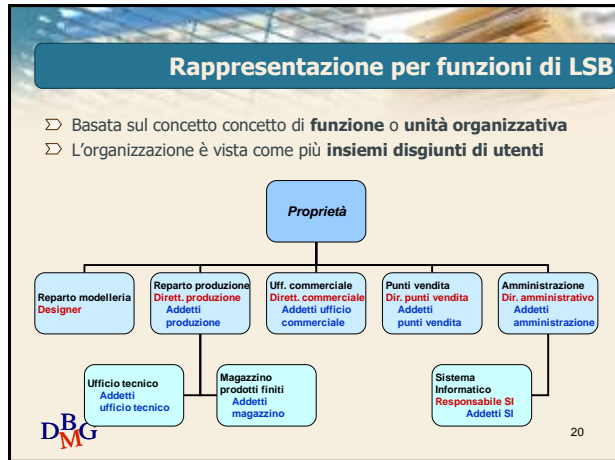 Rappresentazione per funzioni di LSB
Basata sul concetto concetto di funzione o unità organizzativa
L'organizzazione è vista come più insiemi disgiunti di utenti
Proprietà
Reparto modelleria
Designer
Reparto produzione
Dirett. produzione
Addetti
produzione
Uff. commerciale
Dirett. commerciale
Addetti ufficio
commerciale
Punti vendita
Dir. punti vendita
Addetti
punti vendita
Amministrazione
Dir. amministrativo
Addetti
amministrazione
Ufficio tecnico
Addetti
ufficio tecnico
Magazzino
prodotti finiti
Addetti
magazzino
Sistema
Informatico
Responsabile SI
Addetti SI
DBMG
20